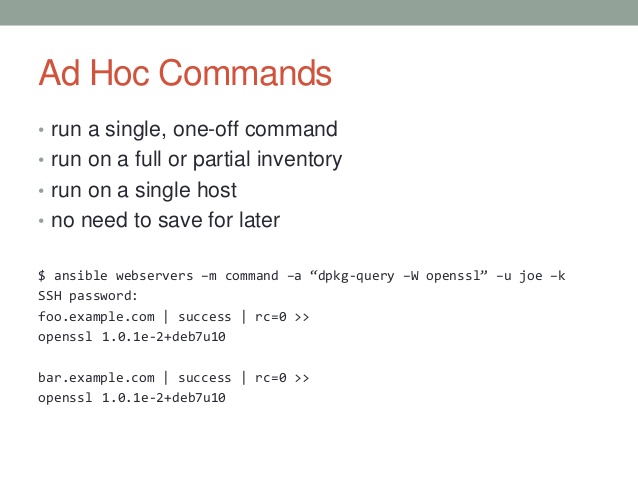 Ad Hoc Commands
• run a single, one-off command
• run on a full or partial inventory
• run on a single host
• no need to save for later
$ ansible webservers –m command –a “dpkg-query –W openssl” –u joe –k
SSH password:
foo.example.com | success | rc=0 >>
openssl 1.0.1e-2+deb7u10
bar.example.com | success | rc=0 >>
openssl 1.0.1e-2+deb7u10